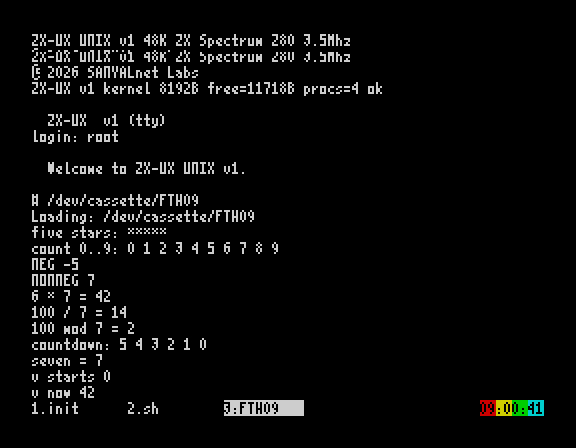 ZX-UX UNIX v1 48K ZX Spectrum Z80 3.5Mhz
ZX-UX UNIX v1 48K ZX Spectrum Z80 3.5Mhz
© 2026 SANYALnet Labs
ZX-UX v1 kernel 8192B free=11718B procs=4 ok
ZX-UX v1 (tty)
login: root
Welcome to ZX-UX UNIX v1.
# /dev/cassette/FTH09
Loading: /dev/cassette/FTH09
five stars: *****
count 0..9: 0 1 2 3 4 5 6 7 8 9
NEG -5
NONNEG 7
6 * 7 = 42
100 / 7 = 14
100 mod 7 = 2
countdown: 5 4 3 2 1 0
seven = 7
v starts 0
v now 42
1.init 2.sh 3:FTH09 09:00:41